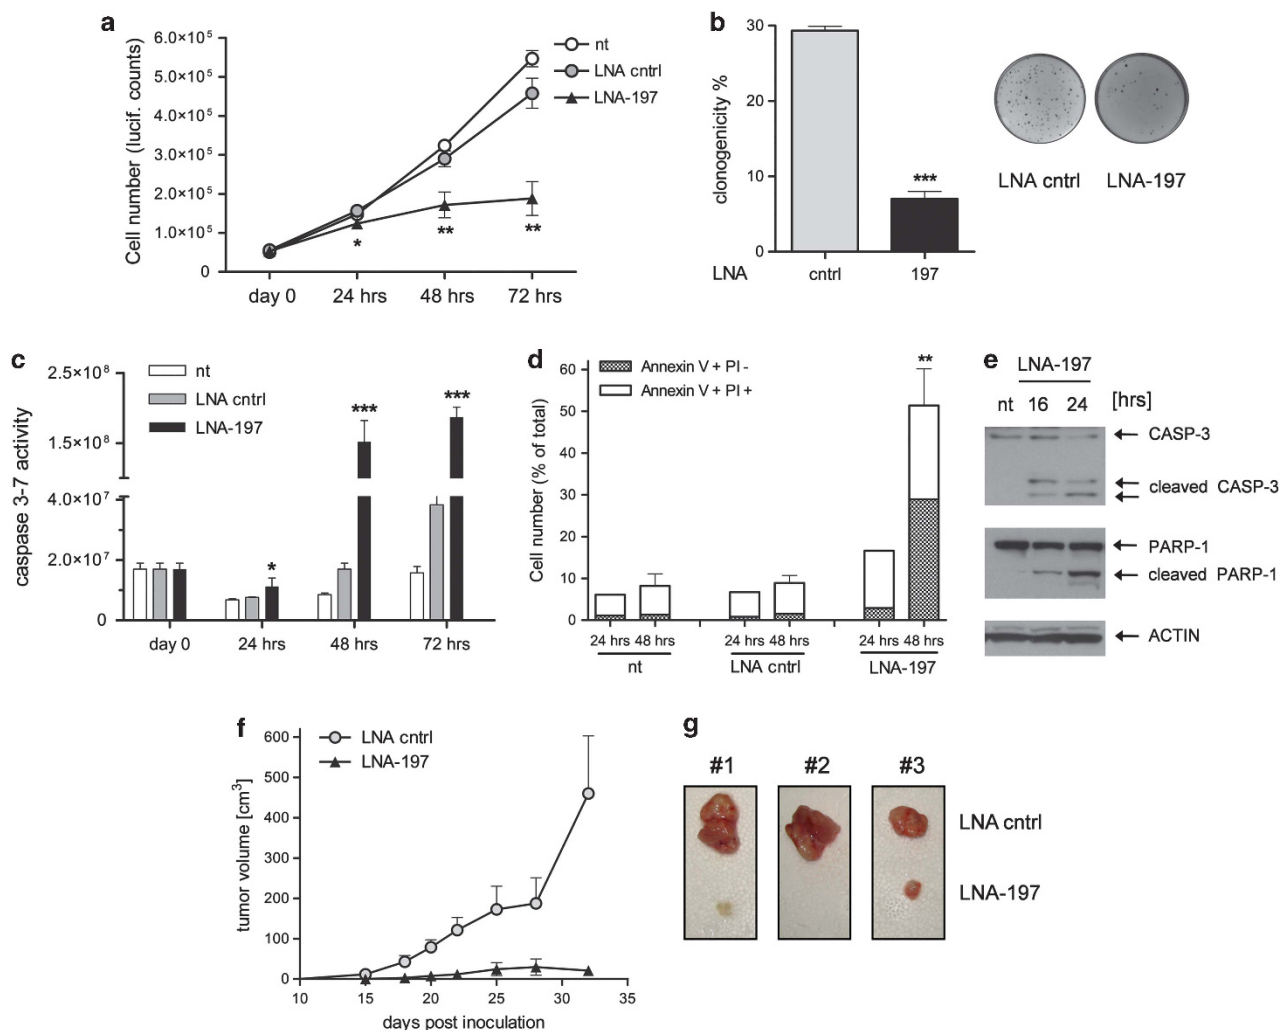 a
Cell number (lucif. counts)
6.0×10⁵
5.0×10⁵
4.0×10⁵
3.0×10⁵
2.0×10⁵
1.0×10⁵
0
day 0 24 hrs 48 hrs 72 hrs
nt
LNA cntrl
LNA-197
*
**
**
b
clonogenicity %
30
20
10
0
***
LNA cntrl 197
LNA cntrl LNA-197
c
caspase 3-7 activity
2.5×10⁸
1.5×10⁸
4.0×10⁷
2.0×10⁷
0
nt
LNA cntrl
LNA-197
*
***
***
day 0 24 hrs 48 hrs 72 hrs
d
Cell number (% of total)
60
50
40
30
20
10
0
Annexin V + PI -
Annexin V + PI +
**
24 hrs 48 hrs 24 hrs 48 hrs 24 hrs 48 hrs
nt LNA cntrl LNA-197
e
LNA-197
nt 16 24 [hrs]
CASP-3
cleaved CASP-3
PARP-1
cleaved PARP-1
ACTIN
f
tumor volume [cm³]
600
500
400
300
200
100
0
LNA cntrl
LNA-197
10 15 20 25 30 35
days post inoculation
g
#1 #2 #3
LNA cntrl
LNA-197